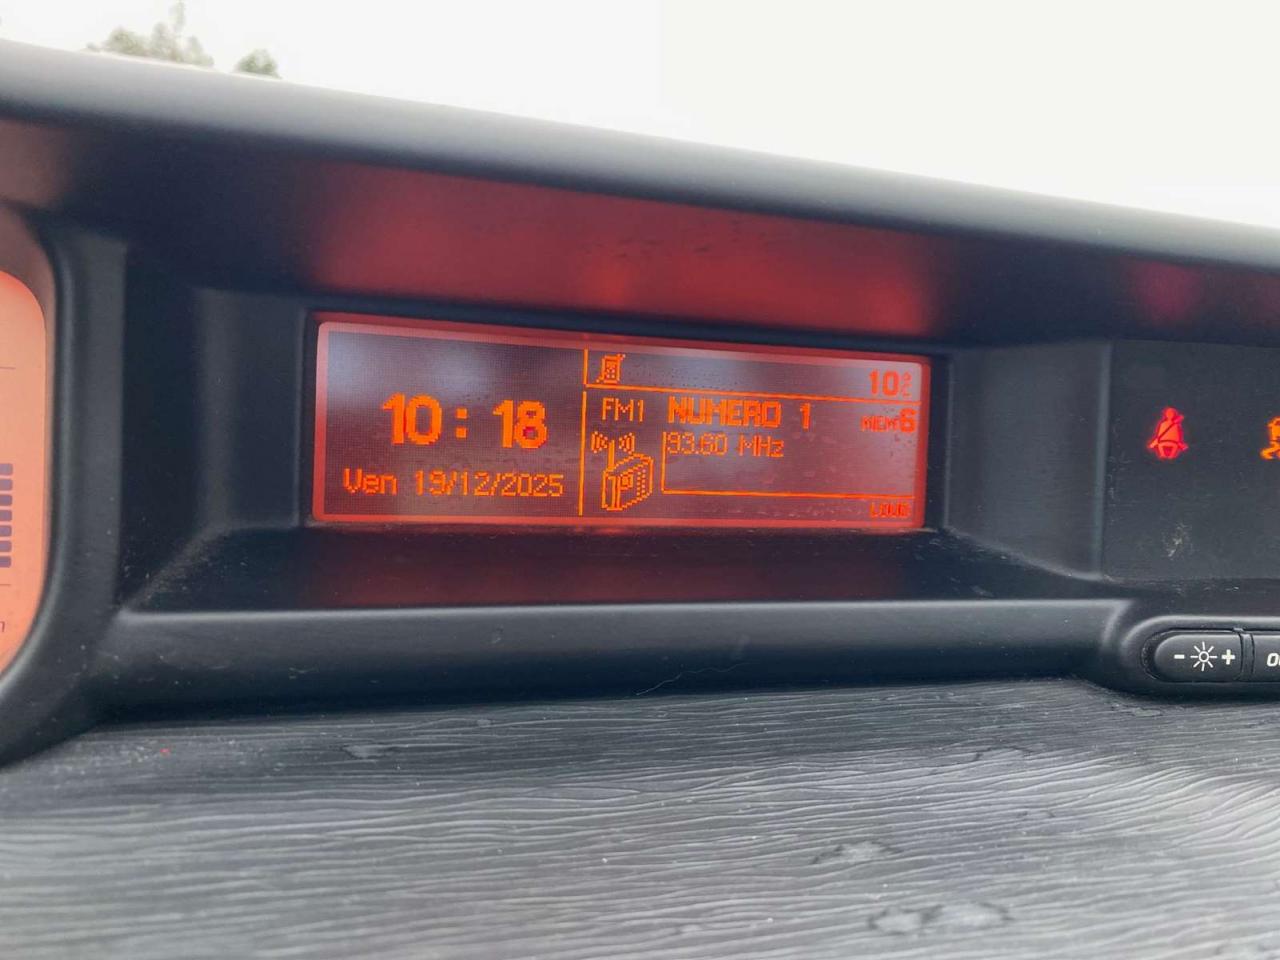 10:18
Ven 19/12/2025
10°C
FM1 NUMERO 1 MEM6
93.60 MHz
LOUD
- +